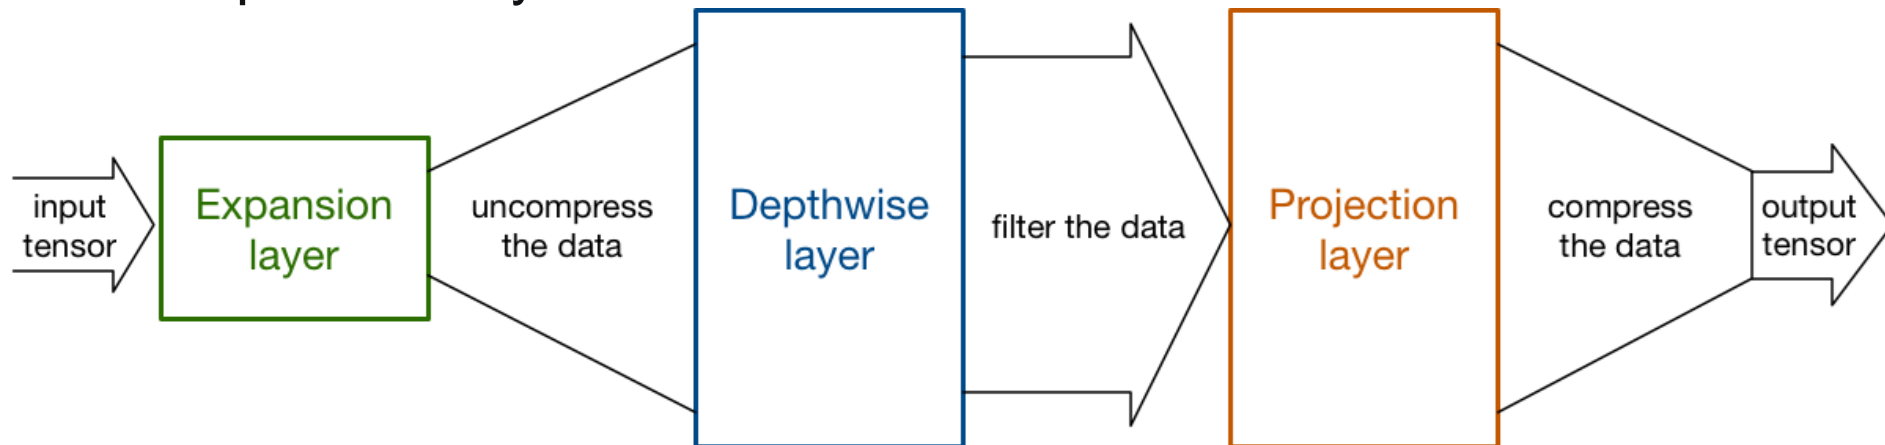 input
tensor
Expansion
layer
uncompress
the data
Depthwise
layer
filter the data
Projection
layer
compress
the data
output
tensor